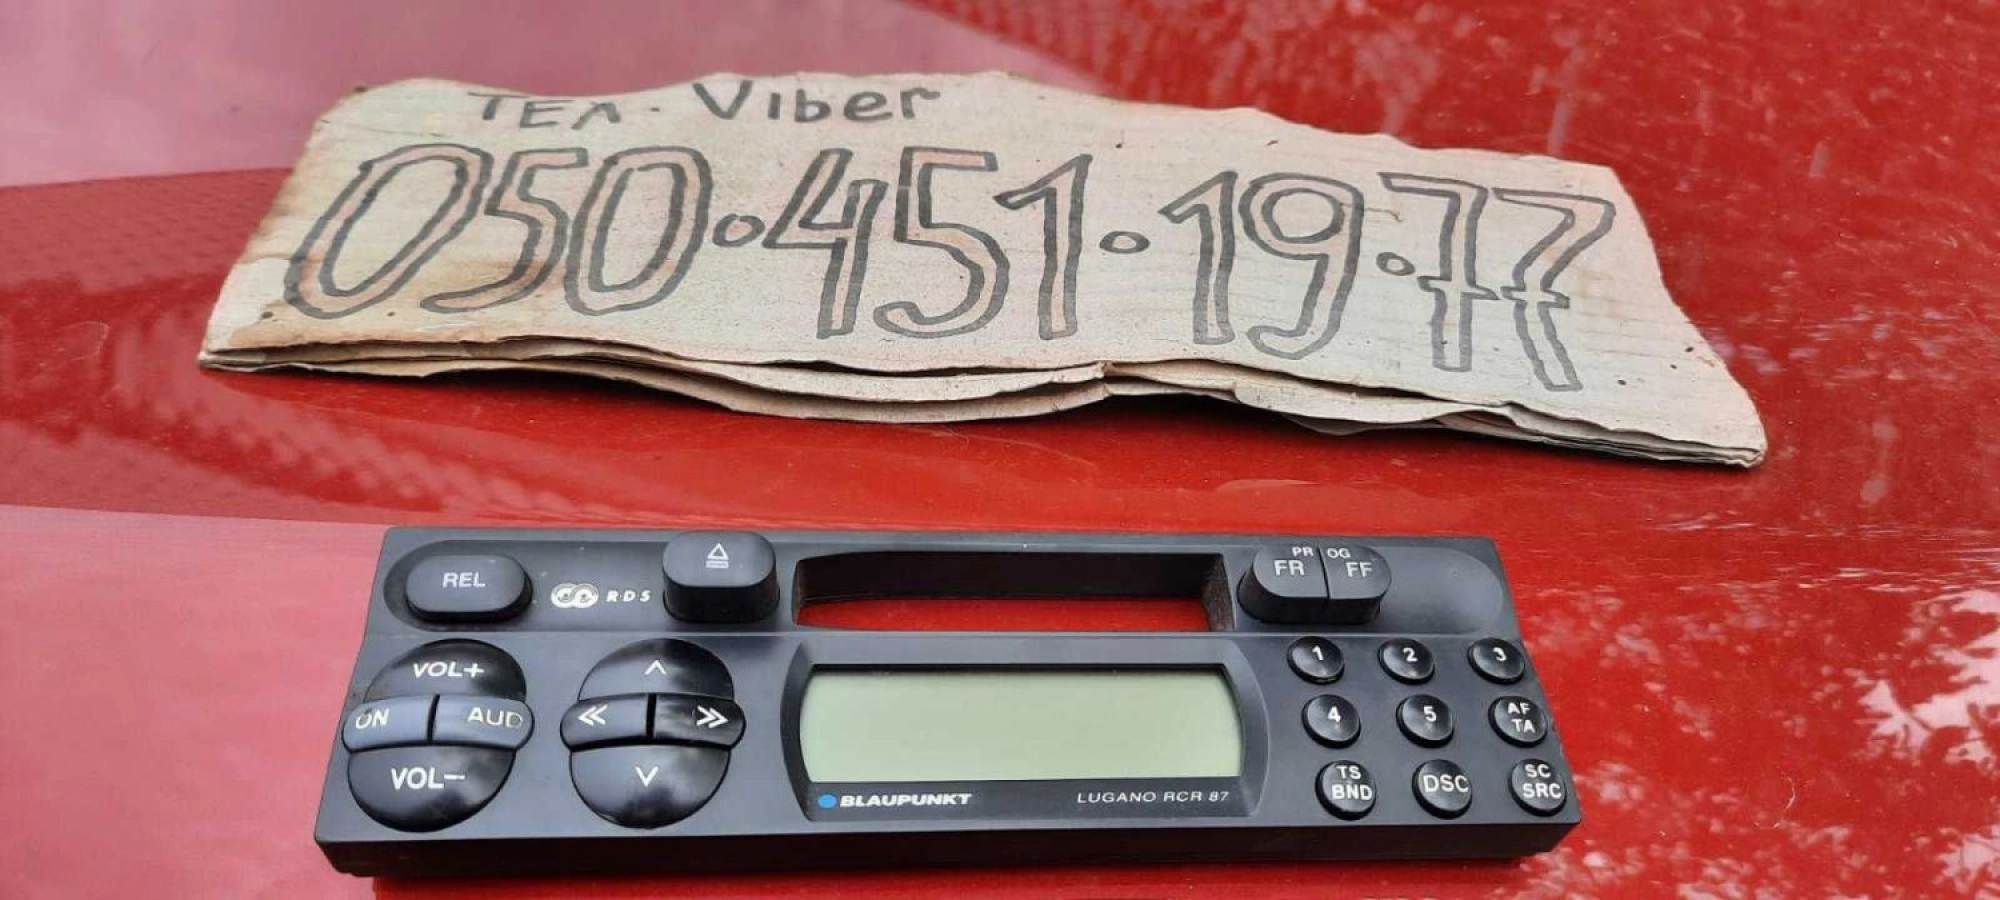 ТЕЛ. Viber
050.451.19.77
REL
RDS
PR OG
FR FF
VOL+
ON AUD
VOL−
1 2 3
4 5 AF TA
TS BND DSC SC SRC
BLAUPUNKT LUGANO RCR 87